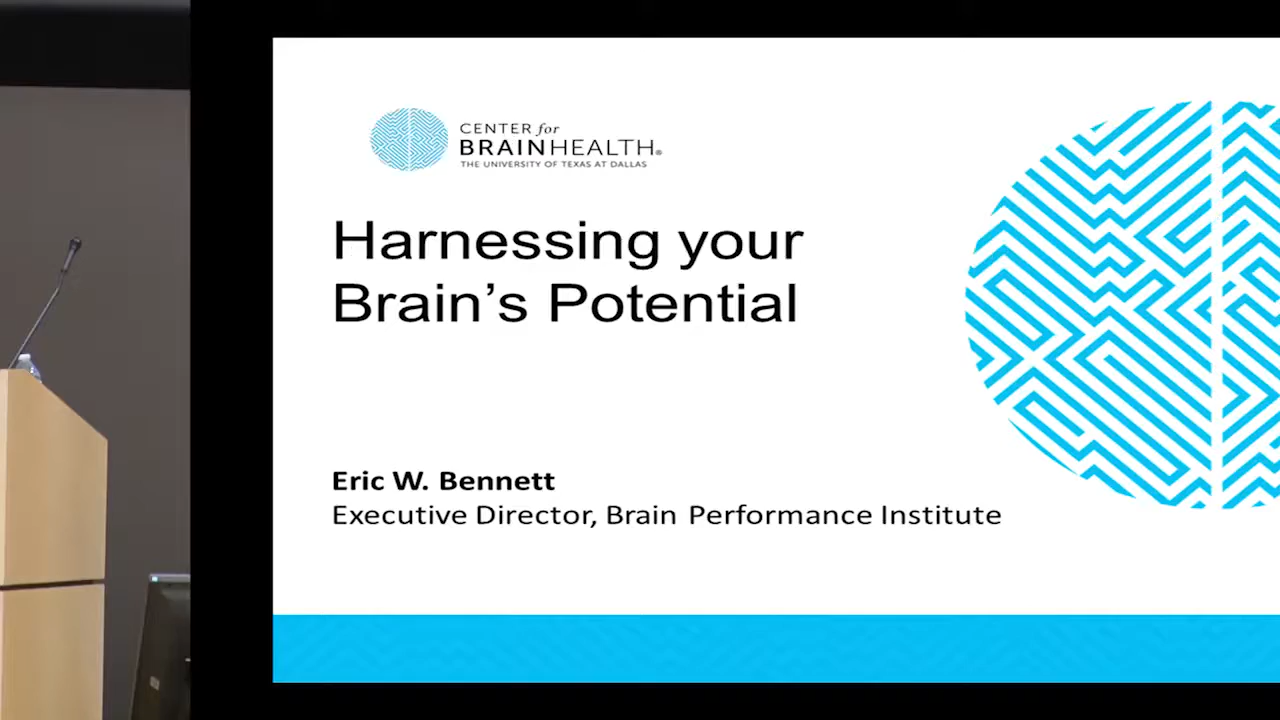 CENTER for
BRAINHEALTH®
THE UNIVERSITY OF TEXAS AT DALLAS
Harnessing your
Brain's Potential
Eric W. Bennett
Executive Director, Brain Performance Institute